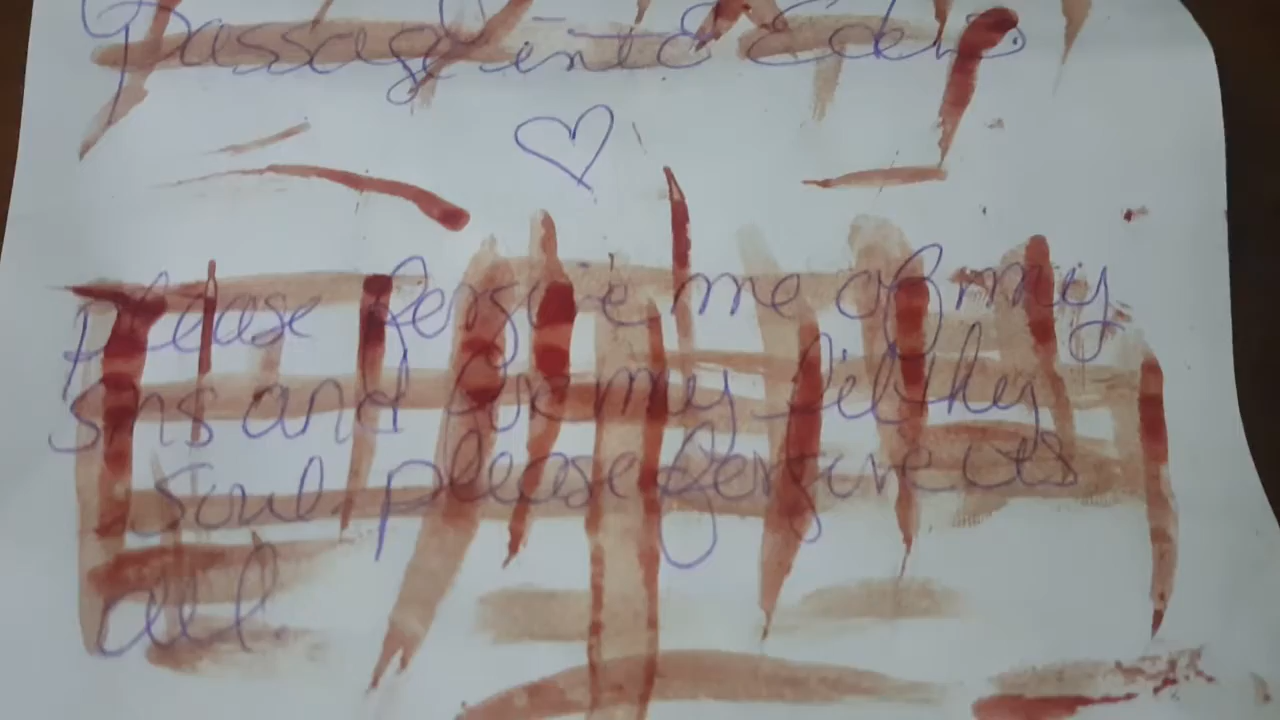 Passage into Eden
please forgive me of my
sins and for my filthy
soul. please forgive us
all.